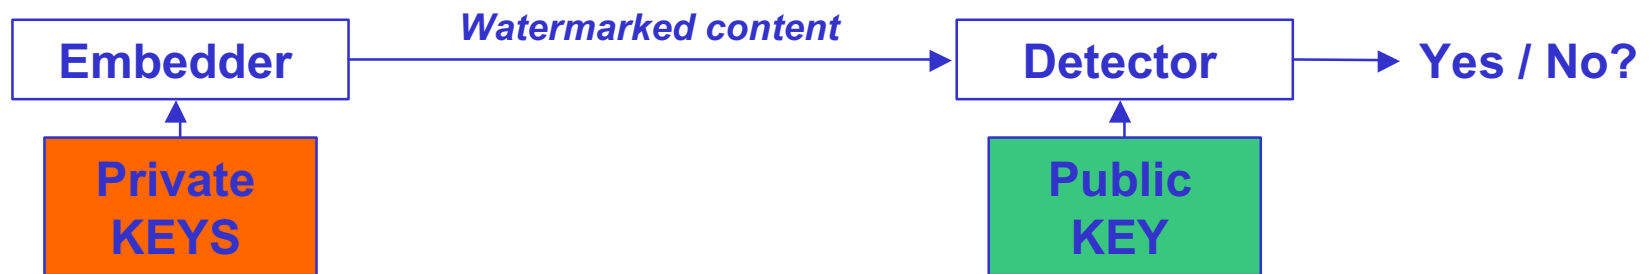 Watermarked content
Embedder
Detector
Yes / No?
Private
KEYS
Public
KEY